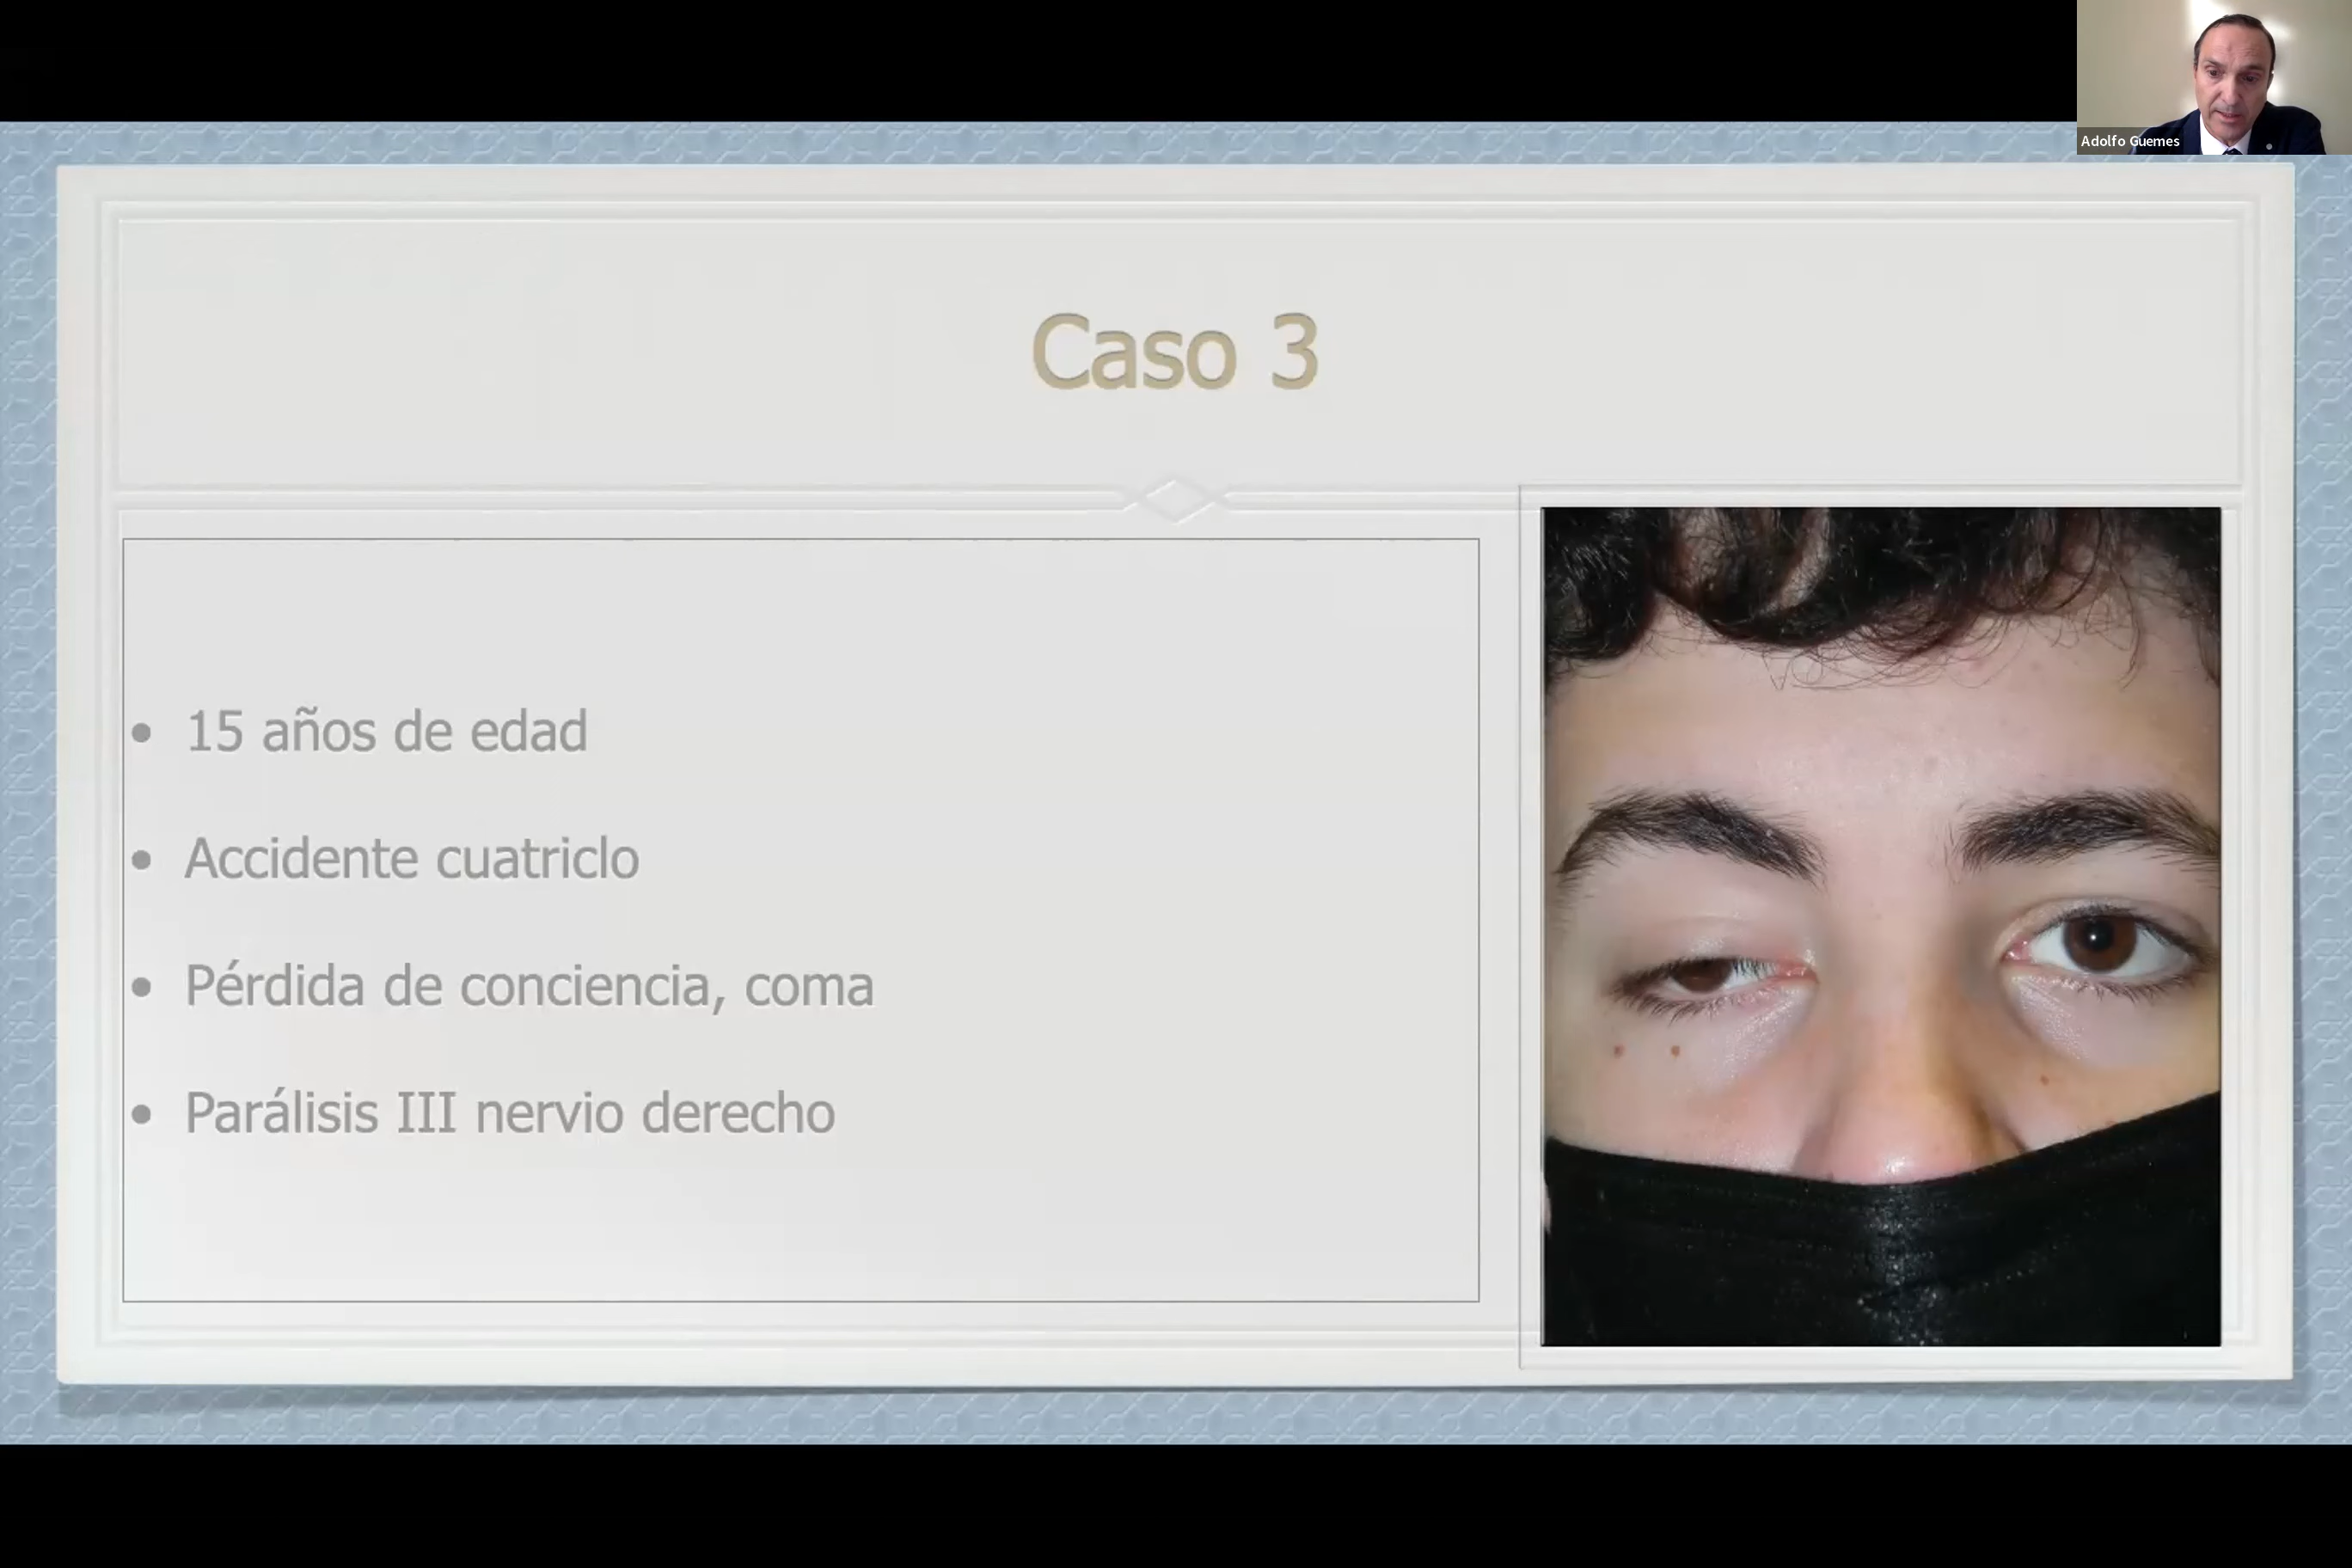 Adolfo Guemes
Caso 3
• 15 años de edad
• Accidente cuatriclo
• Pérdida de conciencia, coma
• Parálisis III nervio derecho